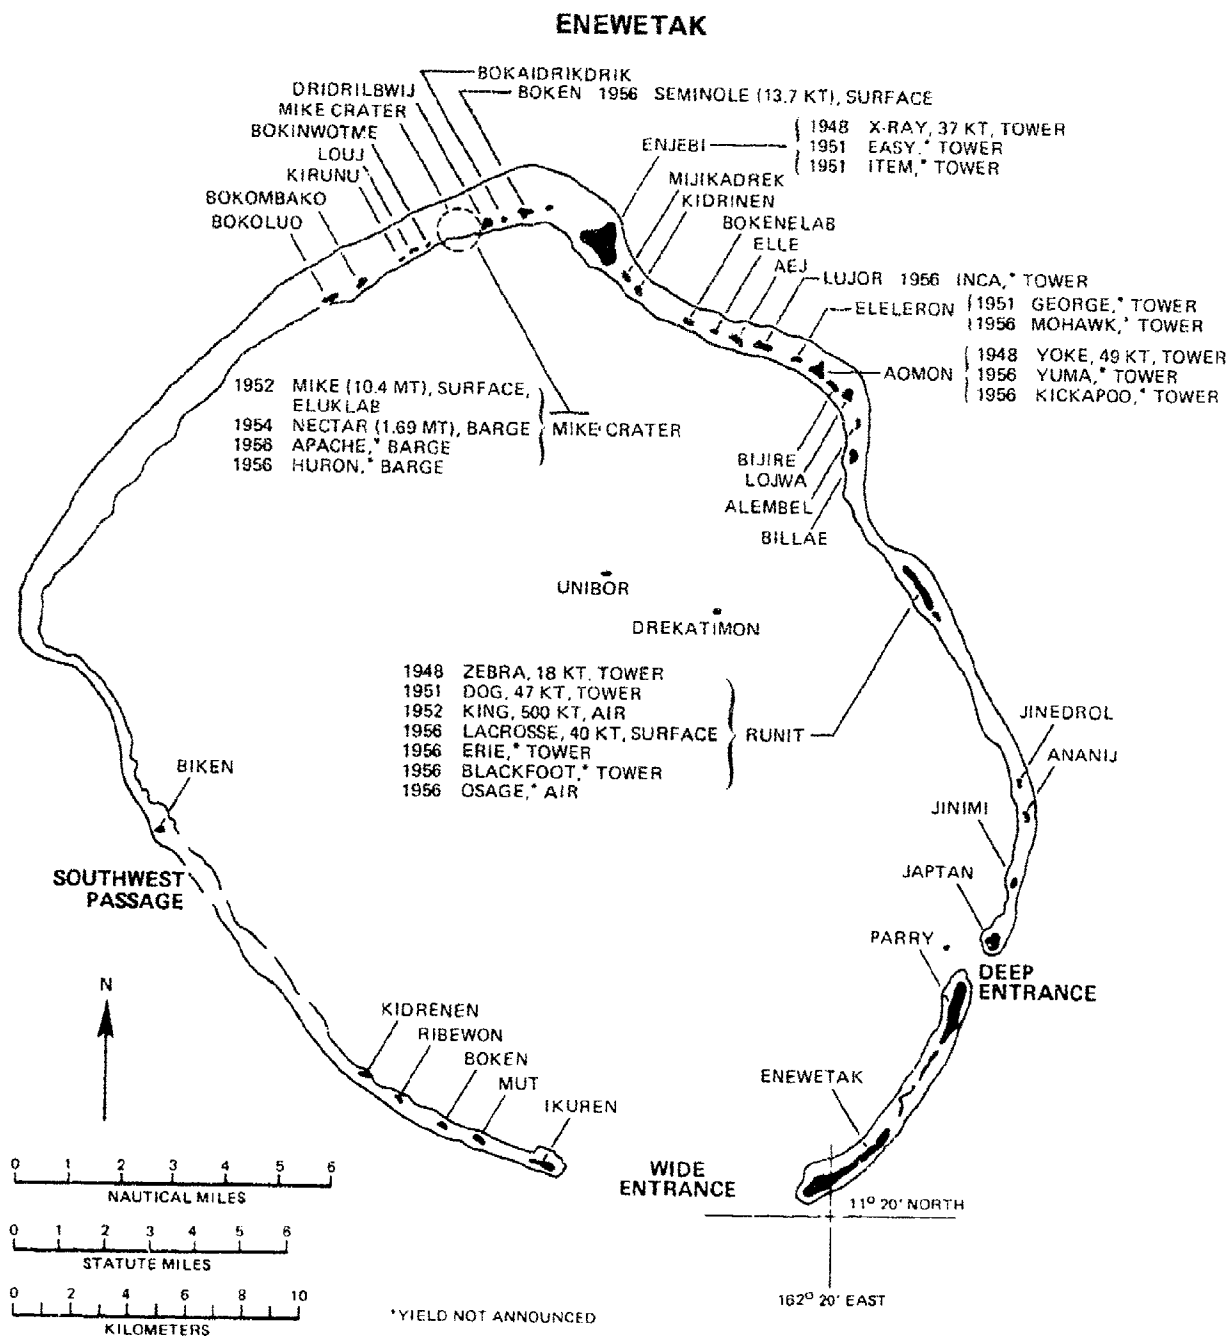 ENEWETAK
BOKAIDRIKDRIK
BOKEN 1956 SEMINOLE (13.7 KT), SURFACE
DRIDRILBWIJ
MIKE CRATER
BOKINWOTME
LOUJ
KIRUNU
BOKOMBAKO
BOKOLUO
ENJEBI
1948 X-RAY, 37 KT, TOWER
1951 EASY,* TOWER
1951 ITEM,* TOWER
MIJIKADREK
KIDRINEN
BOKENELAB
ELLE
AEJ
LUJOR 1956 INCA,* TOWER
ELELERON
1951 GEORGE,* TOWER
1956 MOHAWK,* TOWER
AOMON
1948 YOKE, 49 KT, TOWER
1956 YUMA,* TOWER
1956 KICKAPOO,* TOWER
1952 MIKE (10.4 MT), SURFACE,
ELUKLAB
1954 NECTAR (1.69 MT), BARGE
1956 APACHE,* BARGE
1956 HURON,* BARGE
MIKE CRATER
BIJIRE
LOJWA
ALEMBEL
BILLAE
UNIBOR
DREKATIMON
1948 ZEBRA, 18 KT, TOWER
1951 DOG, 47 KT, TOWER
1952 KING, 500 KT, AIR
1956 LACROSSE, 40 KT, SURFACE
1956 ERIE,* TOWER
1956 BLACKFOOT,* TOWER
1956 OSAGE,* AIR
RUNIT
JINEDROL
ANANIJ
JINIMI
JAPTAN
PARRY
DEEP
ENTRANCE
BIKEN
SOUTHWEST
PASSAGE
N
KIDRENEN
RIBEWON
BOKEN
MUT
IKUREN
ENEWETAK
WIDE
ENTRANCE
11° 20' NORTH
162° 20' EAST
0 1 2 3 4 5 6
NAUTICAL MILES
0 1 2 3 4 5 6
STATUTE MILES
0 2 4 6 8 10
KILOMETERS
*YIELD NOT ANNOUNCED